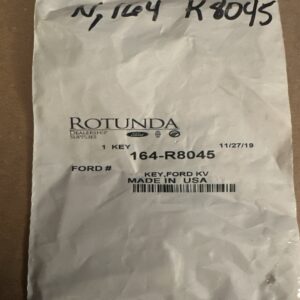 N, 164 R8045
ROTUNDA
DEALERSHIP
SUPPLIES
1 KEY 11/27/19
164-R8045
FORD #
KEY,FORD KV
MADE IN USA